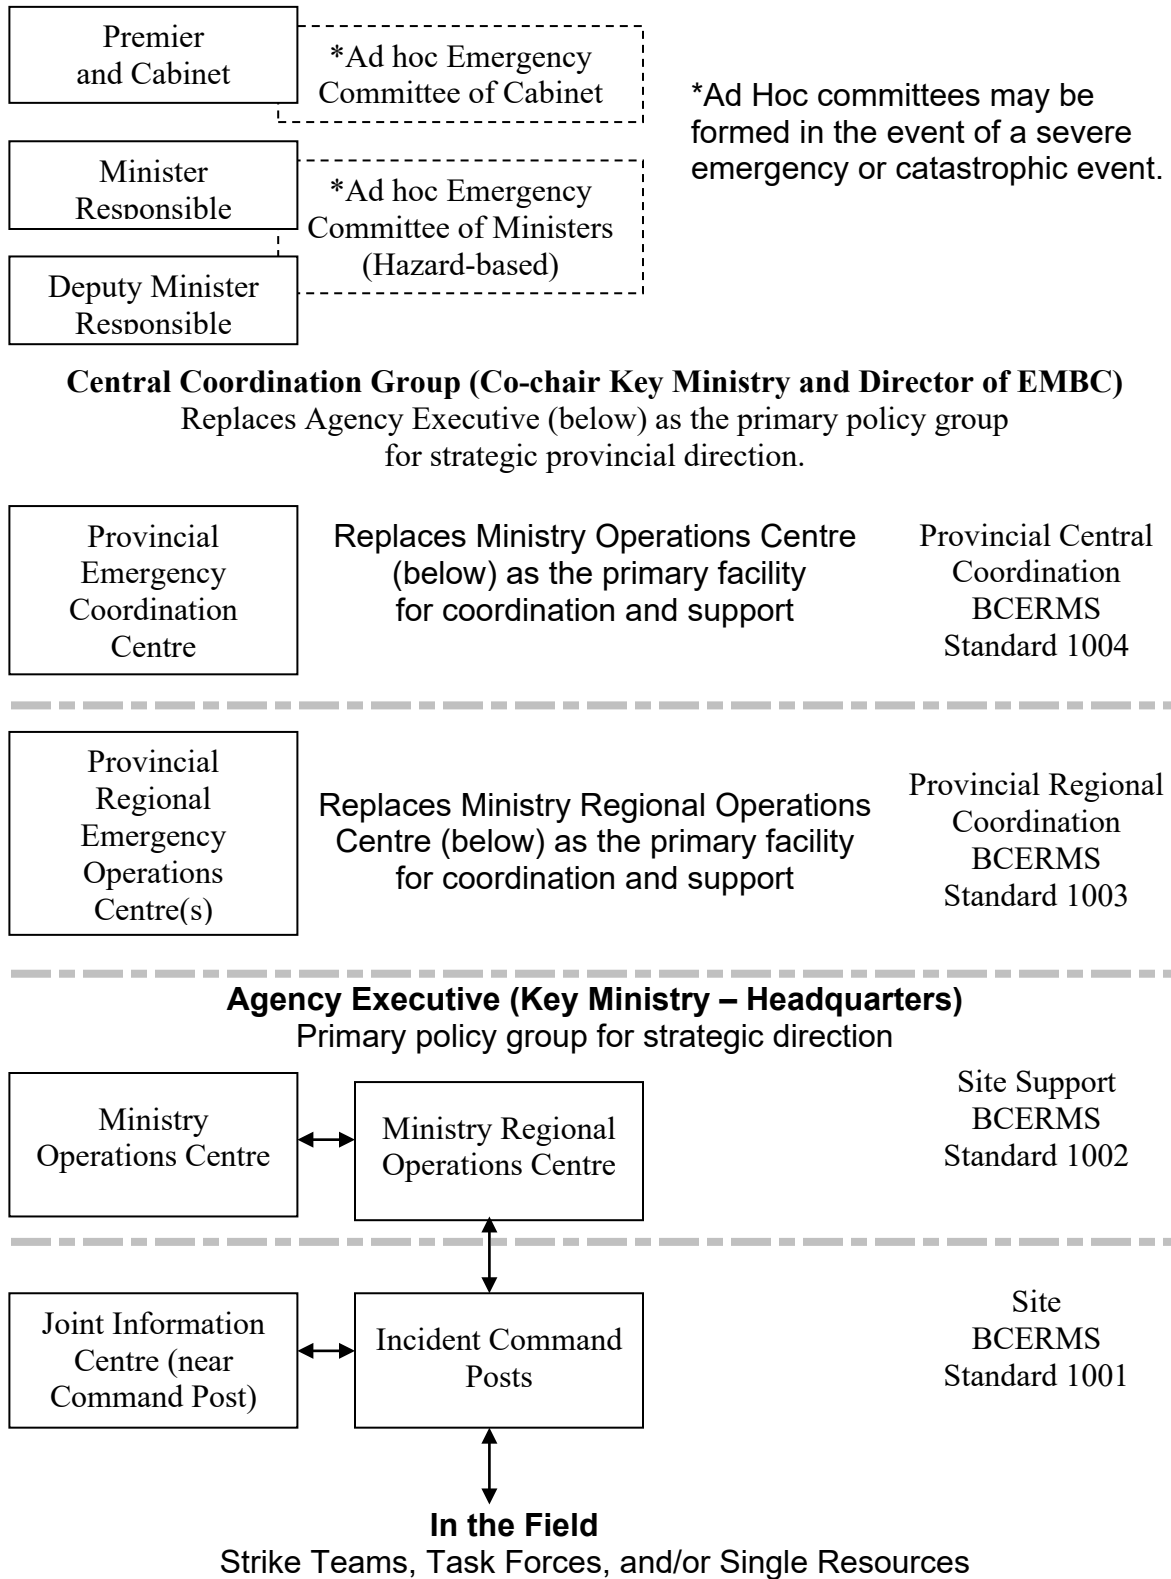 Premier
and Cabinet
*Ad hoc Emergency
Committee of Cabinet
*Ad Hoc committees may be
formed in the event of a severe
emergency or catastrophic event.
Minister
Responsible
*Ad hoc Emergency
Committee of Ministers
(Hazard-based)
Deputy Minister
Responsible
Central Coordination Group (Co-chair Key Ministry and Director of EMBC)
Replaces Agency Executive (below) as the primary policy group
for strategic provincial direction.
Provincial
Emergency
Coordination
Centre
Replaces Ministry Operations Centre
(below) as the primary facility
for coordination and support
Provincial Central
Coordination
BCERMS
Standard 1004
Provincial
Regional
Emergency
Operations
Centre(s)
Replaces Ministry Regional Operations
Centre (below) as the primary facility
for coordination and support
Provincial Regional
Coordination
BCERMS
Standard 1003
Agency Executive (Key Ministry – Headquarters)
Primary policy group for strategic direction
Ministry
Operations Centre
Ministry Regional
Operations Centre
Site Support
BCERMS
Standard 1002
Joint Information
Centre (near
Command Post)
Incident Command
Posts
Site
BCERMS
Standard 1001
In the Field
Strike Teams, Task Forces, and/or Single Resources